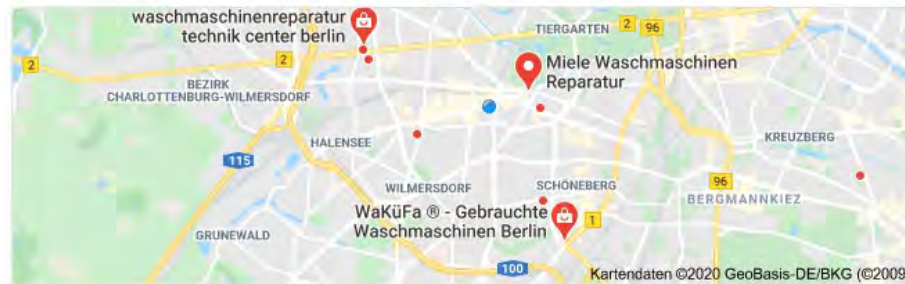 waschmaschinenreparatur
technik center berlin
2
96
TIERGARTEN
2
2
Miele Waschmaschinen
Reparatur
BEZIRK
CHARLOTTENBURG-WILMERSDORF
HALENSEE
KREUZBERG
115
WILMERSDORF
SCHÖNEBERG
96
BERGMANNKIEZ
WaKüFa ® - Gebrauchte
Waschmaschinen Berlin
1
GRUNEWALD
100
Kartendaten ©2020 GeoBasis-DE/BKG (©2009